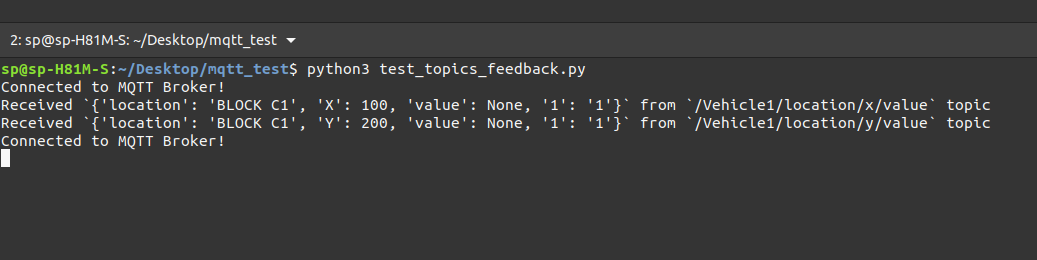 2: sp@sp-H81M-S: ~/Desktop/mqtt_test
sp@sp-H81M-S:~/Desktop/mqtt_test$ python3 test_topics_feedback.py
Connected to MQTT Broker!
Received `{'location': 'BLOCK C1', 'X': 100, 'value': None, '1': '1'}` from `/Vehicle1/location/x/value` topic
Received `{'location': 'BLOCK C1', 'Y': 200, 'value': None, '1': '1'}` from `/Vehicle1/location/y/value` topic
Connected to MQTT Broker!